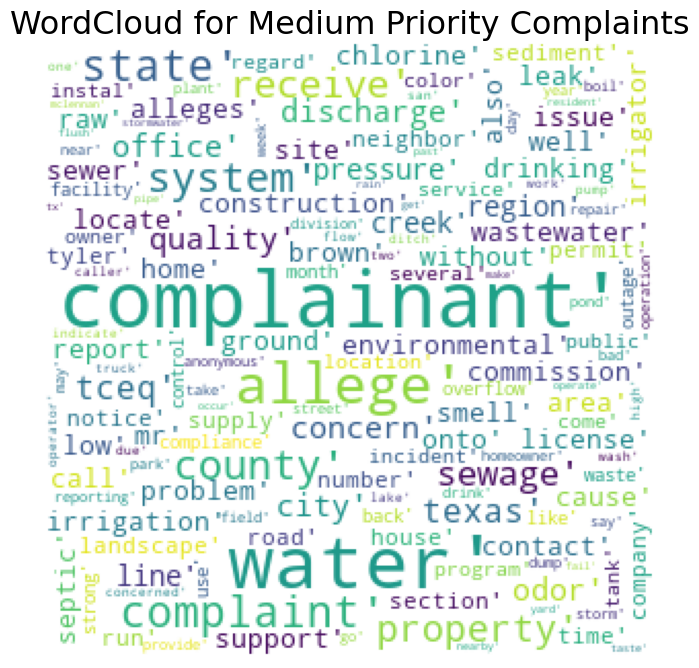 WordCloud for Medium Priority Complaints
one' state' regard' chlorine' sediment'
instal' plant' receive' color' leak' year' boil'
mclennan' alleges' san' also' day' resident'
raw' discharge' issue' irrigator'
flush' stormwater' office' week' site' neighbor' well'
near' past'
sewer' system' pressure' drinking'
facility' rain' service' work' pump'
tx' pipe' construction' get' region' repair'
locate' division' creek' wastewater'
owner' quality' flow' ditch'
tyler' brown' two' without' permit'
caller' home' month' several' make' outage' operation'
complainant' pond'
indicate' ground' environmental' public'
report' control' anonymous' location' commission' bad'
may' truck' allege' overflow' operate' high'
tceq' take' area'
notice' occur' street' concern' smell' come'
operator' mr. supply' onto' license'
low' due' compliance'
call' park' county' number' incident' homeowner' wash'
reporting' problem' lake' sewage' waste'
irrigation' field' city' drink' texas' cause'
back' like' say'
septic' landscape' road' house' contact'
strong' line' use' water' program' dump' fail'
concerned' odor' tank' company'
complaint' section' yard' storm'
run' support' go' property' time'
provide' nearby' taste'